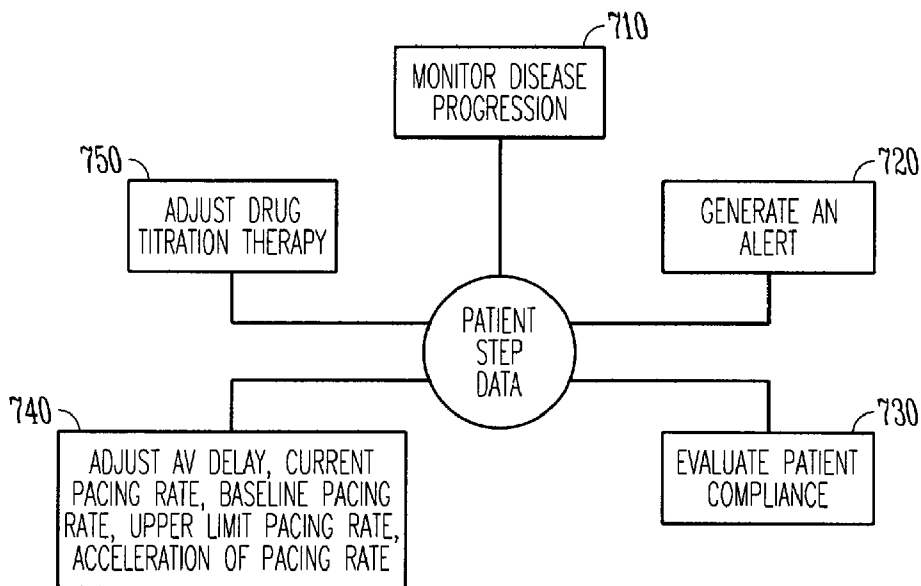 710
MONITOR DISEASE
PROGRESSION
750
ADJUST DRUG
TITRATION THERAPY
720
GENERATE AN
ALERT
PATIENT
STEP
DATA
740
ADJUST AV DELAY, CURRENT
PACING RATE, BASELINE PACING
RATE, UPPER LIMIT PACING RATE,
ACCELERATION OF PACING RATE
730
EVALUATE PATIENT
COMPLIANCE